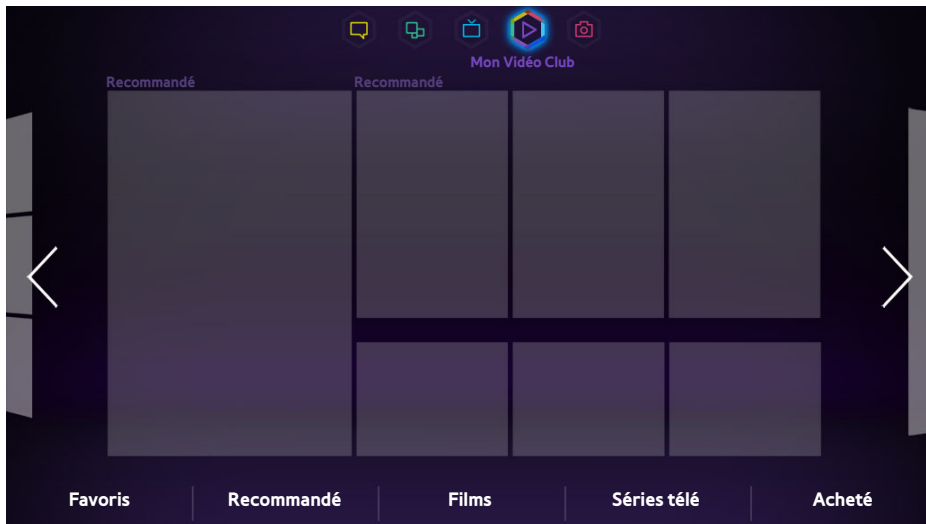 Mon Vidéo Club
Recommandé Recommandé
Favoris Recommandé Films Séries télé Acheté